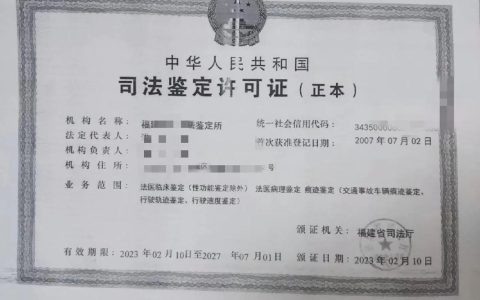 中华人民共和国
司法鉴定许可证（正本）
机构名称： 福 鉴定所 统一社会信用代码： 3435000
法定代表人： 首次获准登记日期： 2007年07月02日
机构负责人：
机构住所： 区 号
业务范围： 法医临床鉴定（性功能鉴定除外） 法医病理鉴定 痕迹鉴定（交通事故车辆痕迹鉴定、
行驶轨迹鉴定、行驶速度鉴定）
颁证机关： 福建省司法厅
有效期限： 2023年02月10日至2027年07月01日 颁证日期： 2023年02月10日